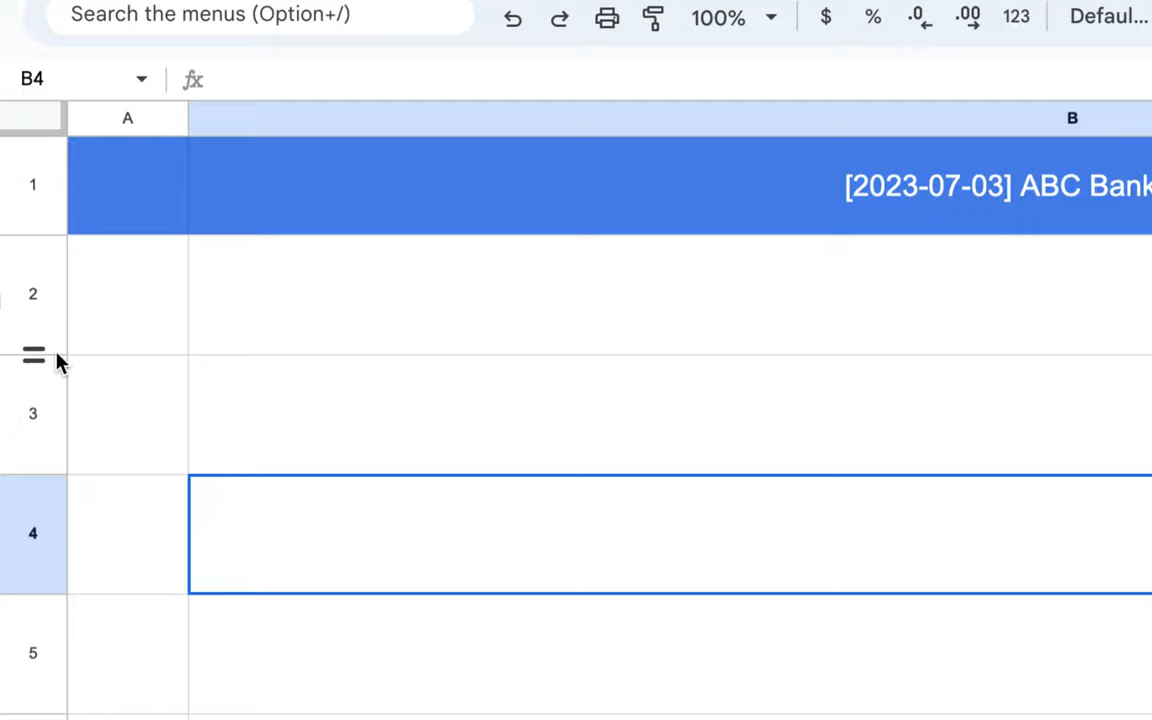 Search the menus (Option+/) 100% $ % .0 .00 123 Defaul...
B4 fx
A B
1 [2023-07-03] ABC Bank
2
3
4
5